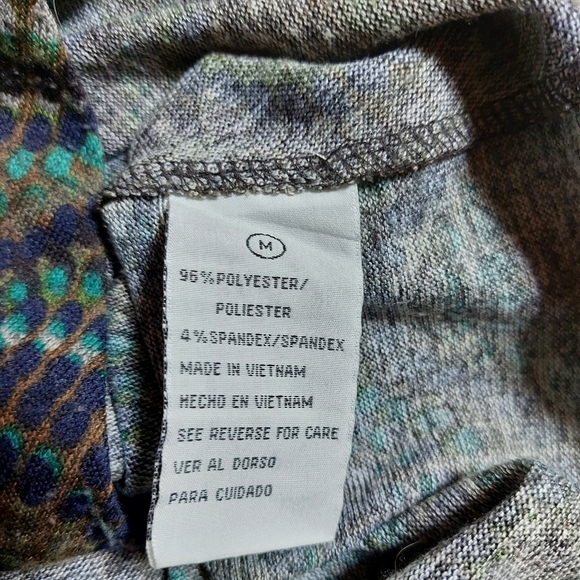 M
96%POLYESTER/
POLIESTER
4%SPANDEX/SPANDEX
MADE IN VIETNAM
HECHO EN VIETNAM
SEE REVERSE FOR CARE
VER AL DORSO
PARA CUIDADO